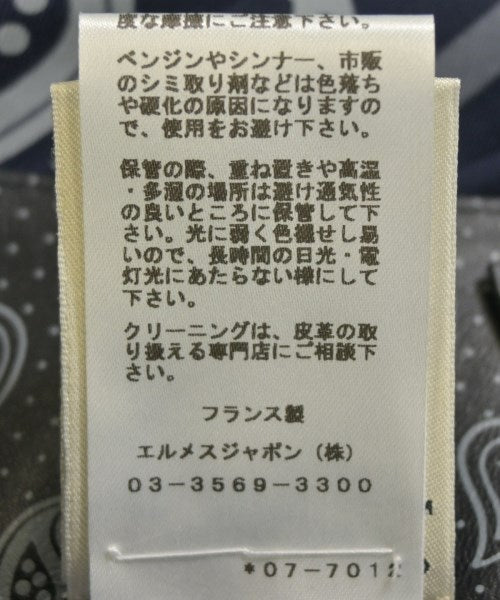 度な摩擦にご注意下さい。
ベンジンやシンナー、市販
のシミ取り剤などは色落ち
や硬化の原因になりますの
で、使用をお避け下さい。
保管の際、重ね置きや高温
・多湿の場所は避け通気性
の良いところに保管して下
さい。光に弱く色褪せし易
いので、長時間の日光・電
灯光にあたらない様にして
下さい。
クリーニングは、皮革の取
り扱える専門店にご相談下
さい。
フランス製
エルメスジャポン（株）
03-3569-3300
*07-7012